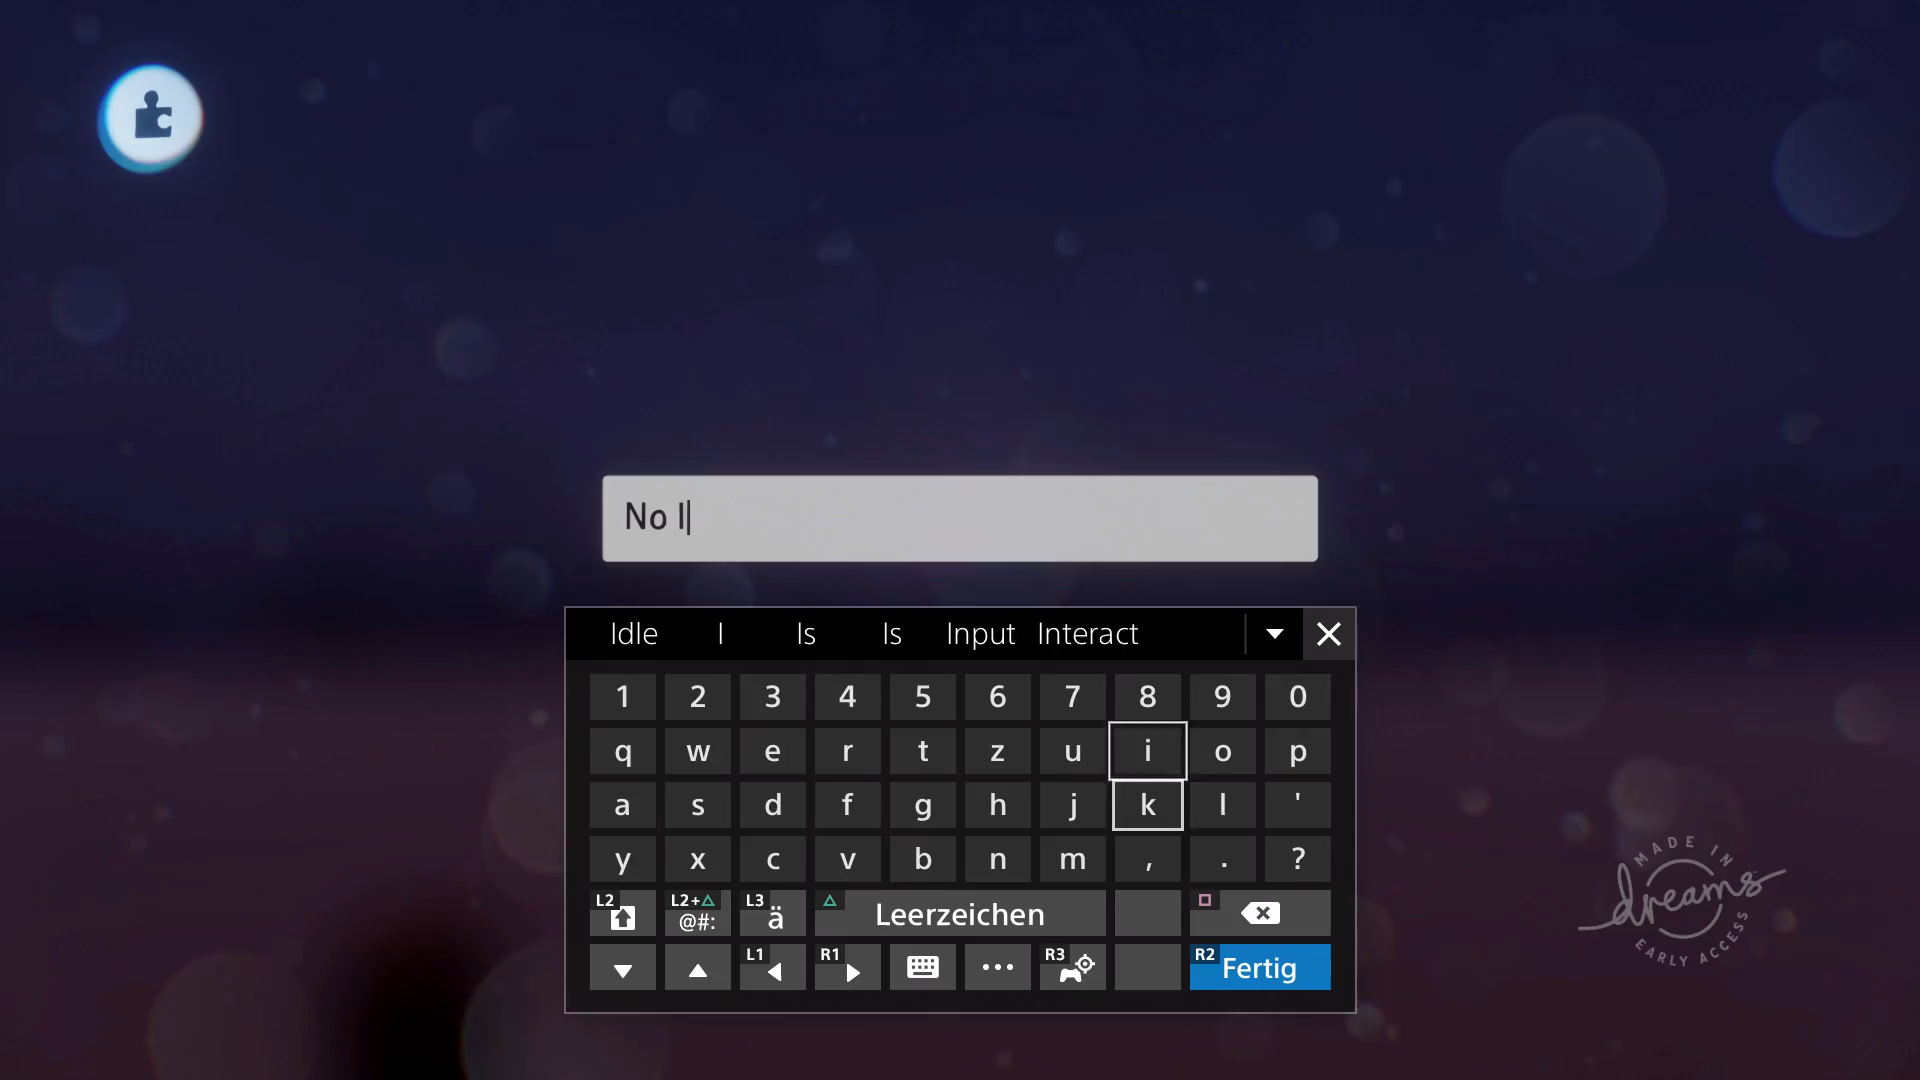 No I
Idle I Is Is Input Interact
1 2 3 4 5 6 7 8 9 0
q w e r t z u i o p
a s d f g h j k l '
y x c v b n m , . ?
L2 L2+△ @#: L3 ä △ Leerzeichen □
L1 R1 ... R3 R2 Fertig
MADE IN
dreams™
EARLY ACCESS